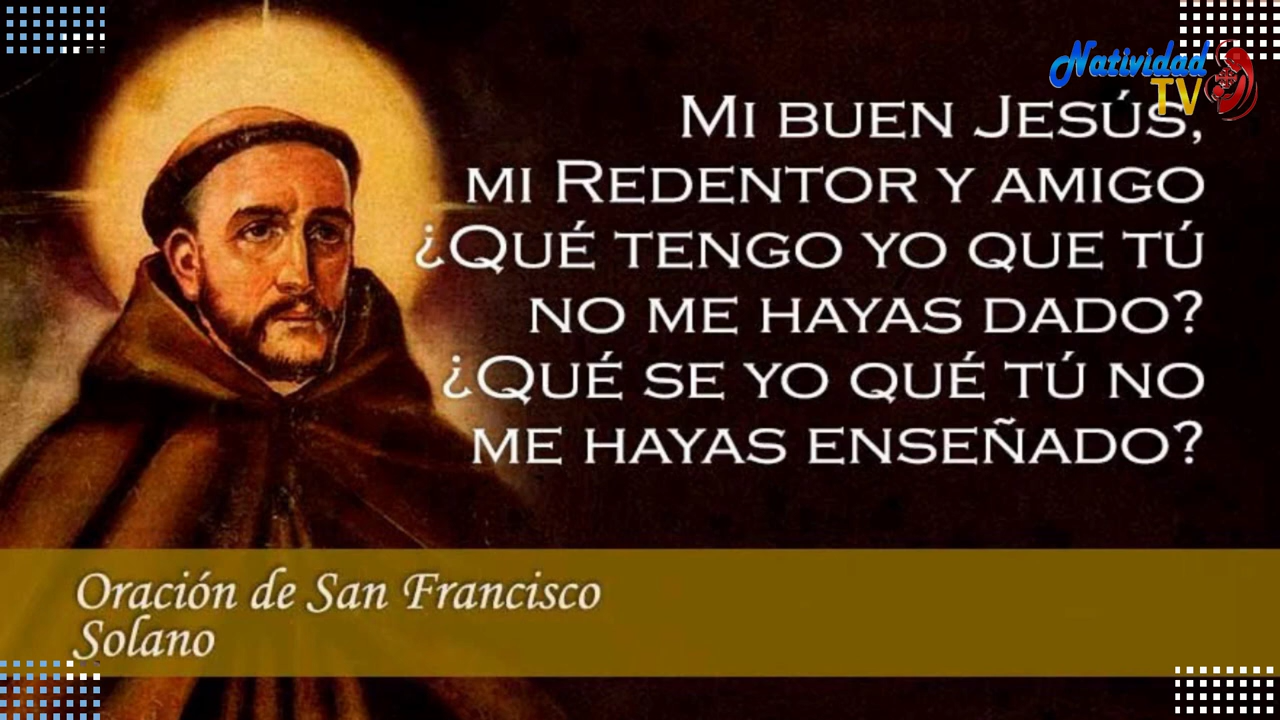 Natividad
TV
Mi buen Jesús,
mi Redentor y amigo
¿Qué tengo yo que tú
no me hayas dado?
¿Qué se yo qué tú no
me hayas enseñado?
Oración de San Francisco
Solano